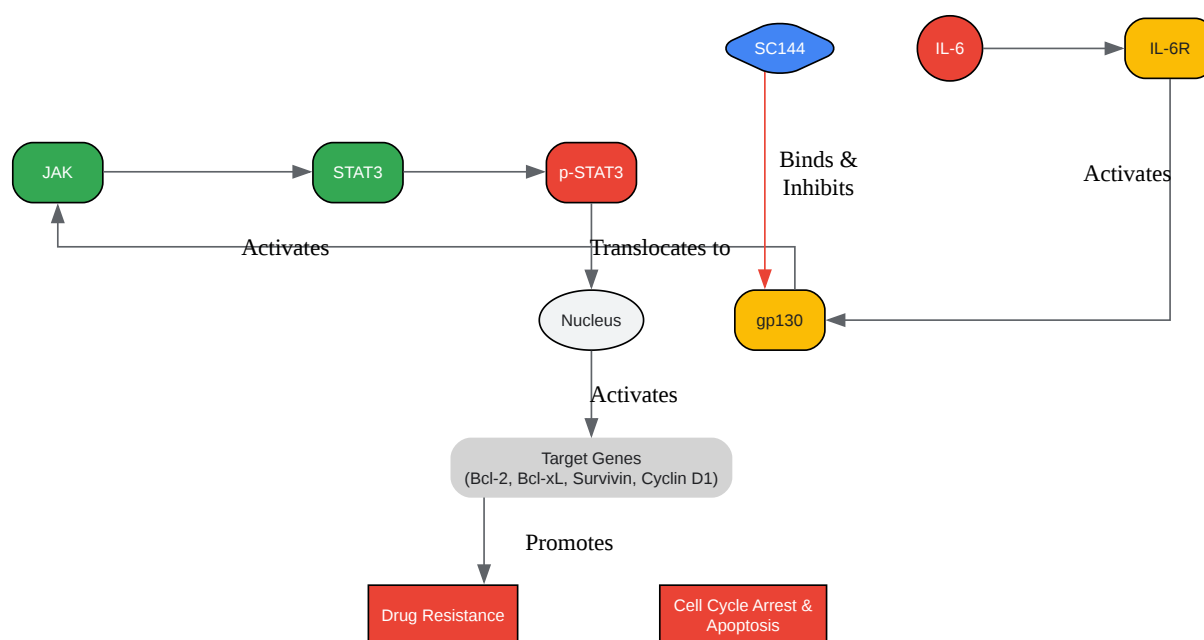 SC144
IL-6
IL-6R
Binds &
Inhibits
JAK
STAT3
p-STAT3
Activates
Activates
Translocates to
Nucleus
gp130
Activates
Target Genes
(Bcl-2, Bcl-xL, Survivin, Cyclin D1)
Promotes
Drug Resistance
Cell Cycle Arrest &
Apoptosis